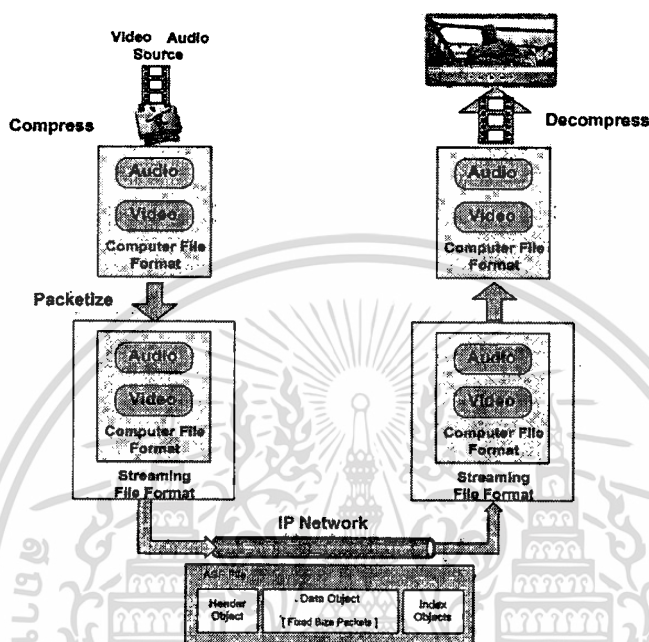 Video Audio
Source
Compress
Audio
Video
Computer File
Format
Packetize
Audio
Video
Computer File
Format
Streaming
File Format
IP Network
Decompress
Audio
Video
Computer File
Format
Audio
Video
Computer File
Format
Streaming
File Format
Header
Object
Data Object
[ Fixed Size Packets ]
Index
Objects